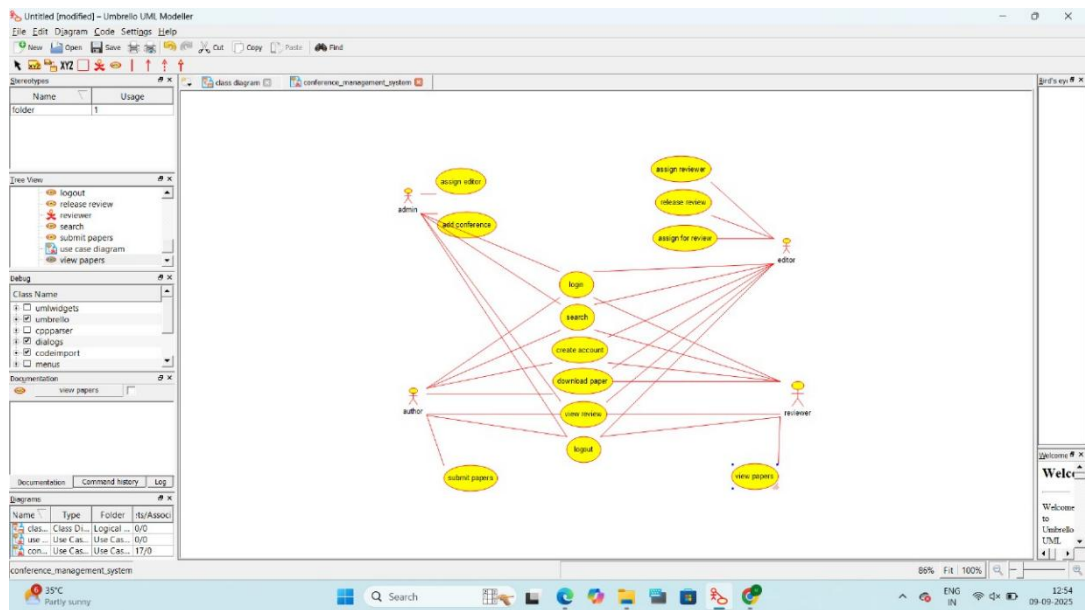 Untitled [modified] – Umbrello UML Modeller
File Edit Diagram Code Settings Help
New Open Save Cut Copy Paste Find
XYZ
Stereotypes
Name Usage
folder 1
class diagram conference_management_system
Bird's eye
Tree View
logout
release review
reviewer
search
submit papers
use case diagram
view papers
Debug
Class Name
umlwidgets
umbrello
cppparser
dialogs
codeimport
menus
Documentation
view papers
Documentation Command history Log
Diagrams
Name Type Folder
clas... Class Di... Logical ... 0/0
use ... Use Cas... Use Cas... 0/0
con... Use Cas... Use Cas... 17/0
assign editor
admin
add conference
assign reviewer
release review
assign for review
editor
login
search
create account
download paper
view review
logout
author
reviewer
submit papers
view papers
Welcome
Welc
Welcome
to
Umbrello
UML
conference_management_system
86% Fit 100%
6
35°C
Partly sunny
Search
ENG
IN
12:54
09-09-2025